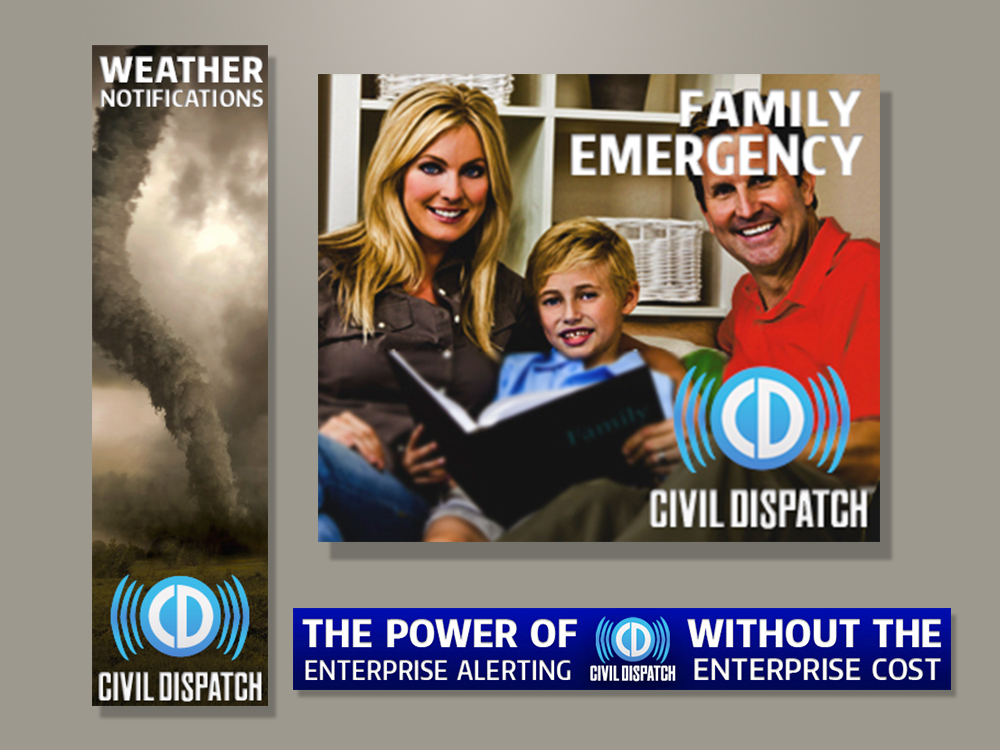 WEATHER
NOTIFICATIONS
CD
CIVIL DISPATCH
FAMILY
EMERGENCY
Family
CD
CIVIL DISPATCH
THE POWER OF
ENTERPRISE ALERTING
CD
CIVIL DISPATCH
WITHOUT THE
ENTERPRISE COST